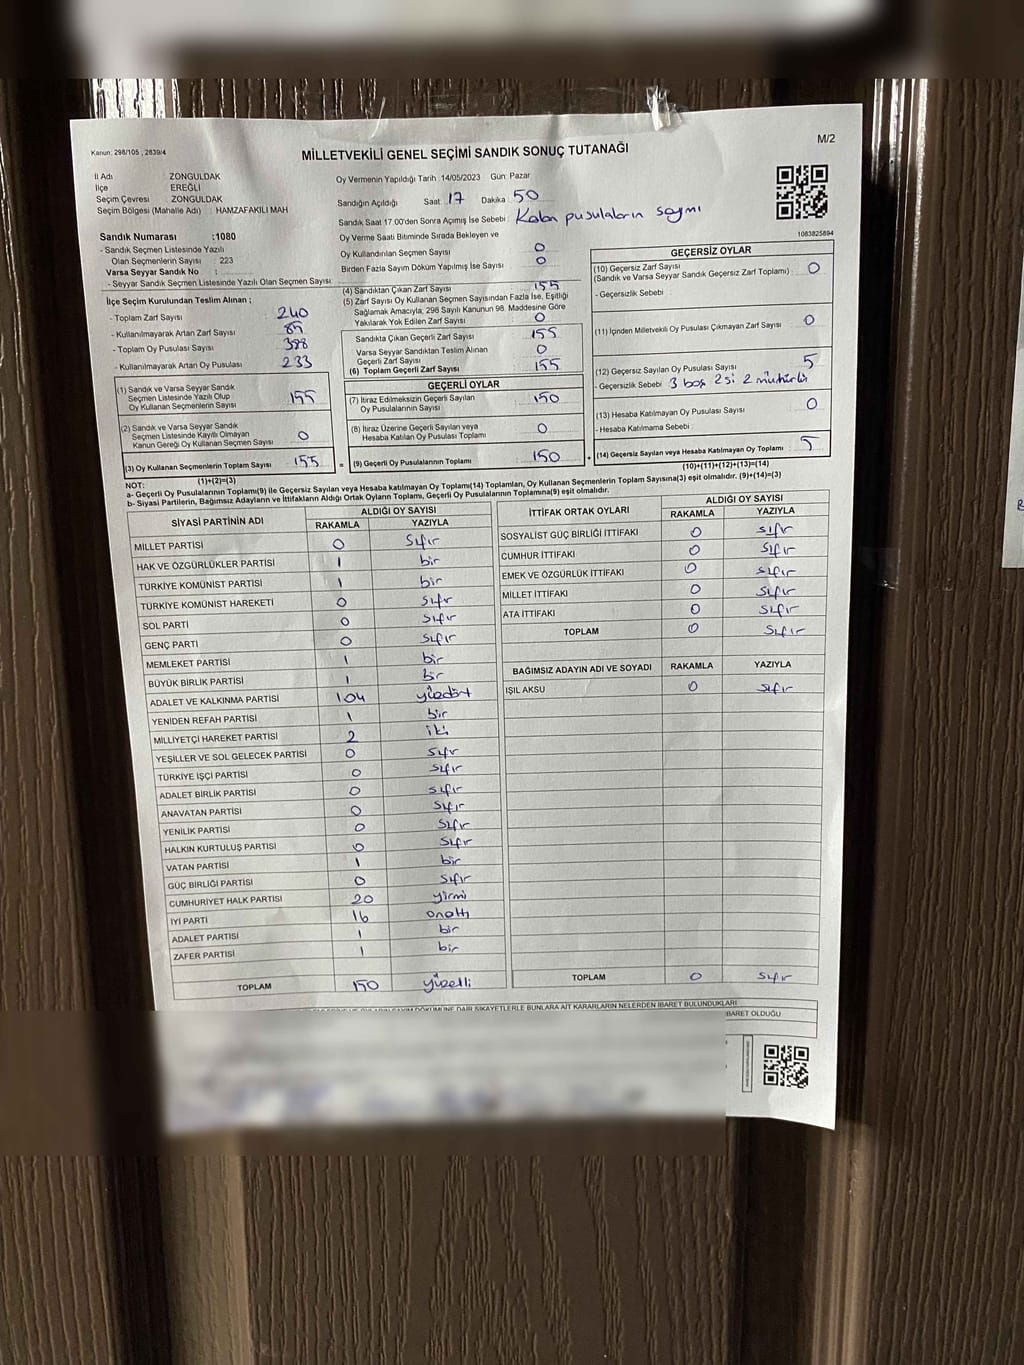 M/2
Kanun: 298/105 , 2839/4
MİLLETVEKİLİ GENEL SEÇİMİ SANDIK SONUÇ TUTANAĞI
İl Adı : ZONGULDAK
İlçe : EREĞLİ
Seçim Çevresi : ZONGULDAK
Seçim Bölgesi (Mahalle Adı) : HAMZAFAKILI MAH
Oy Vermenin Yapıldığı Tarih :14/05/2023 Gün: Pazar
Sandığın Açıldığı Saat : 17 Dakika : 50
Sandık Saat 17.00'den Sonra Açımış İse Sebebi : Kalan pusulaların sayımı
Sandık Numarası :1080
- Sandık Seçmen Listesinde Yazılı
Olan Seçmenlerin Sayısı : 223
Varsa Seyyar Sandık No :
- Seyyar Sandık Seçmen Listesinde Yazılı Olan Seçmen Sayısı:
Oy Verme Saati Bitiminde Sırada Bekleyen ve
Oy Kullandırılan Seçmen Sayısı : 0
Birden Fazla Sayım Döküm Yapılmış İse Sayısı : 0
1083825894
İlçe Seçim Kurulundan Teslim Alınan ;
- Toplam Zarf Sayısı : 240
- Kullanılmayarak Artan Zarf Sayısı : 85
- Toplam Oy Pusulası Sayısı : 388
- Kullanılmayarak Artan Oy Pusulası : 233
(1) Sandık ve Varsa Seyyar Sandık
Seçmen Listesinde Yazılı Olup
Oy Kullanan Seçmenlerin Sayısı : 155
(2) Sandık ve Varsa Seyyar Sandık
Seçmen Listesinde Kayıtlı Olmayan
Kanun Gereği Oy Kullanan Seçmen Sayısı : 0
(3) Oy Kullanan Seçmenlerin Toplam Sayısı : 155
(1)+(2)=(3)
(4) Sandıktan Çıkan Zarf Sayısı : 155
(5) Zarf Sayısı Oy Kullanan Seçmen Sayısından Fazla İse, Eşitliği
Sağlamak Amacıyla, 298 Sayılı Kanunun 98. Maddesine Göre
Yakılarak Yok Edilen Zarf Sayısı : 0
Sandıkta Çıkan Geçerli Zarf Sayısı : 155
Varsa Seyyar Sandıktan Teslim Alınan
Geçerli Zarf Sayısı : 0
(6) Toplam Geçerli Zarf Sayısı : 155
GEÇERLİ OYLAR
(7) İtiraz Edilmeksizin Geçerli Sayılan
Oy Pusulalarının Sayısı : 150
(8) İtiraz Üzerine Geçerli Sayılan veya
Hesaba Katılan Oy Pusulası Toplamı : 0
= (9) Geçerli Oy Pusulalarının Toplamı : 150
GEÇERSİZ OYLAR
(10) Geçersiz Zarf Sayısı
(Sandık ve Varsa Seyyar Sandık Geçersiz Zarf Toplamı) : 0
- Geçersizlik Sebebi :
(11) İçinden Milletvekili Oy Pusulası Çıkmayan Zarf Sayısı : 0
(12) Geçersiz Sayılan Oy Pusulası Sayısı : 5
- Geçersizlik Sebebi : 3 boş 2 si 2 mühürlü
(13) Hesaba Katılmayan Oy Pusulası Sayısı : 0
- Hesaba Katılmama Sebebi :
+ (14) Geçersiz Sayılan veya Hesaba Katılmayan Oy Toplamı : 5
(10)+(11)+(12)+(13)=(14)
NOT:
a- Geçerli Oy Pusulalarının Toplamı(9) ile Geçersiz Sayılan veya Hesaba katılmayan Oy Toplamı(14) Toplamları, Oy Kullanan Seçmenlerin Toplam Sayısına(3) eşit olmalıdır. (9)+(14)=(3)
b- Siyasi Partilerin, Bağımsız Adayların ve İttifakların Aldığı Ortak Oyların Toplamı, Geçerli Oy Pusulalarının Toplamına(9) eşit olmalıdır.
SİYASİ PARTİNİN ADI ALDIĞI OY SAYISI
RAKAMLA YAZIYLA
MİLLET PARTİSİ 0 sıfır
HAK VE ÖZGÜRLÜKLER PARTİSİ 1 bir
TÜRKİYE KOMÜNİST PARTİSİ 1 bir
TÜRKİYE KOMÜNİST HAREKETİ 0 sıfır
SOL PARTİ 0 sıfır
GENÇ PARTİ 0 sıfır
MEMLEKET PARTİSİ 1 bir
BÜYÜK BİRLİK PARTİSİ 1 bir
ADALET VE KALKINMA PARTİSİ 104 yüzdört
YENİDEN REFAH PARTİSİ 1 bir
MİLLİYETÇİ HAREKET PARTİSİ 2 iki
YEŞİLLER VE SOL GELECEK PARTİSİ 0 sıfır
TÜRKİYE İŞÇİ PARTİSİ 0 sıfır
ADALET BİRLİK PARTİSİ 0 sıfır
ANAVATAN PARTİSİ 0 sıfır
YENİLİK PARTİSİ 0 sıfır
HALKIN KURTULUŞ PARTİSİ 0 sıfır
VATAN PARTİSİ 1 bir
GÜÇ BİRLİĞİ PARTİSİ 0 sıfır
CUMHURİYET HALK PARTİSİ 20 yirmi
İYİ PARTİ 16 onaltı
ADALET PARTİSİ 1 bir
ZAFER PARTİSİ 1 bir
TOPLAM 150 yüzelli
İTTİFAK ORTAK OYLARI ALDIĞI OY SAYISI
RAKAMLA YAZIYLA
SOSYALİST GÜÇ BİRLİĞİ İTTİFAKI 0 sıfır
CUMHUR İTTİFAKI 0 sıfır
EMEK VE ÖZGÜRLÜK İTTİFAKI 0 sıfır
MİLLET İTTİFAKI 0 sıfır
ATA İTTİFAKI 0 sıfır
TOPLAM 0 sıfır
BAĞIMSIZ ADAYIN ADI VE SOYADI RAKAMLA YAZIYLA
IŞIL AKSU 0 sıfır
TOPLAM 0 sıfır
DÖKÜMÜNE DAİR ŞİKAYETLERLE BUNLARA AİT KARARLARIN NELERDEN İBARET BULUNDUKLARI
BARET OLDUĞU